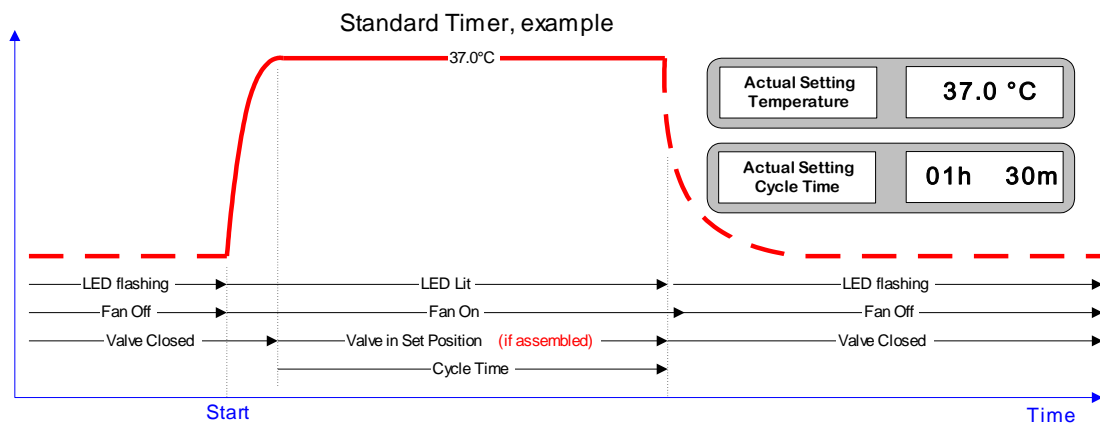 Standard Timer, example
37.0°C
Actual Setting
Temperature
37.0 °C
Actual Setting
Cycle Time
01h 30m
LED flashing
LED Lit
LED flashing
Fan Off
Fan On
Fan Off
Valve Closed
Valve in Set Position (if assembled)
Valve Closed
Cycle Time
Start
Time